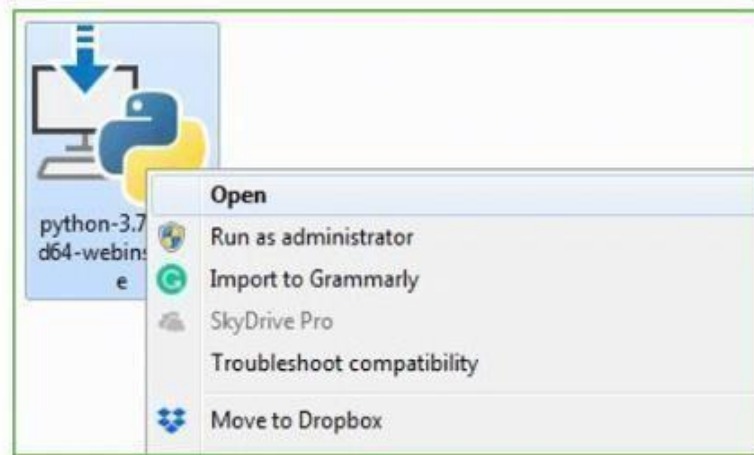 python-3.7
d64-webins
e
Open
Run as administrator
Import to Grammarly
SkyDrive Pro
Troubleshoot compatibility
Move to Dropbox